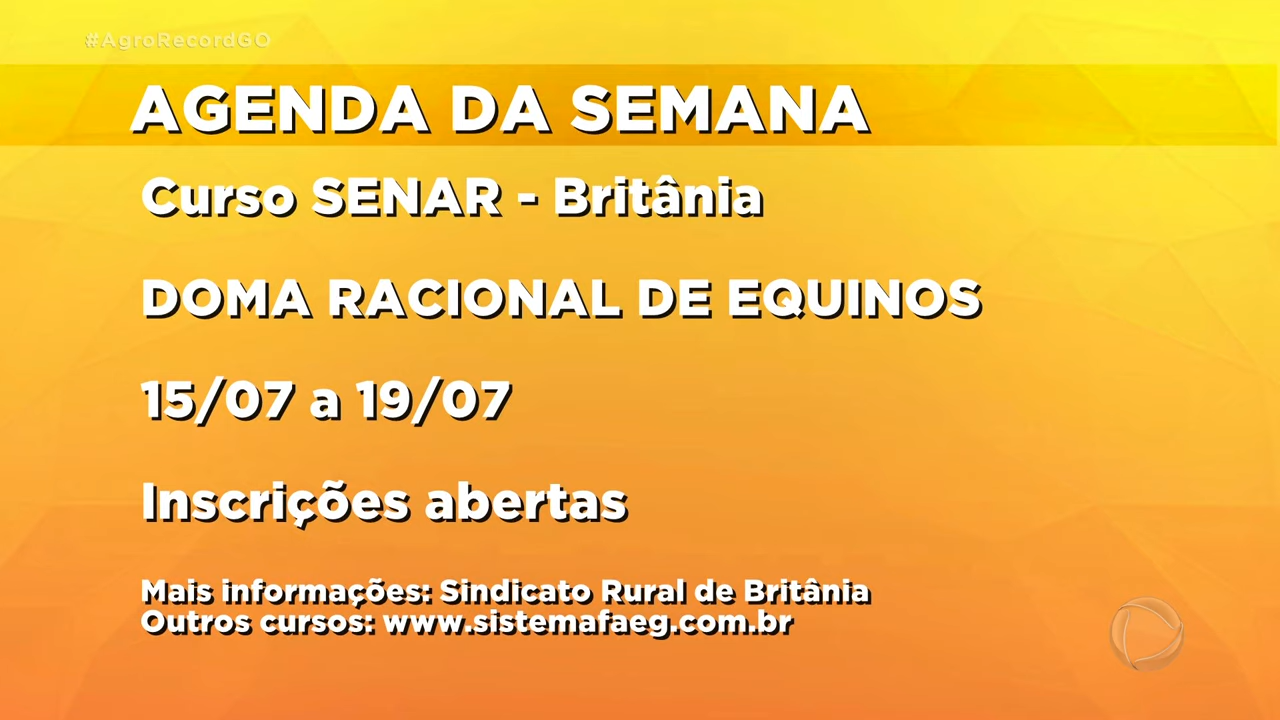 #AgroRecordGO
AGENDA DA SEMANA
Curso SENAR - Britânia
DOMA RACIONAL DE EQUINOS
15/07 a 19/07
Inscrições abertas
Mais informações: Sindicato Rural de Britânia
Outros cursos: www.sistemafaeg.com.br